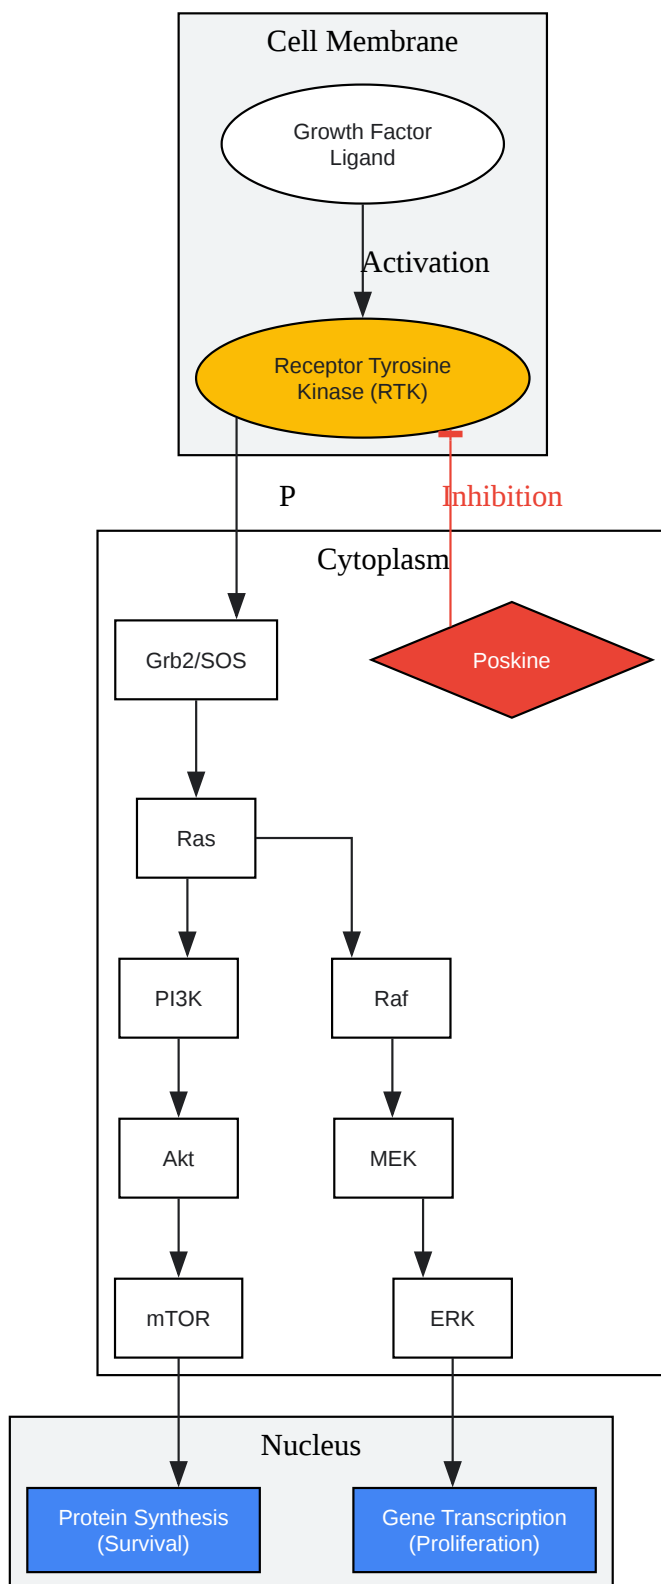 Cell Membrane
Growth Factor
Ligand
Activation
Receptor Tyrosine
Kinase (RTK)
P
Inhibition
Cytoplasm
Grb2/SOS
Poskine
Ras
PI3K
Raf
Akt
MEK
mTOR
ERK
Nucleus
Protein Synthesis
(Survival)
Gene Transcription
(Proliferation)